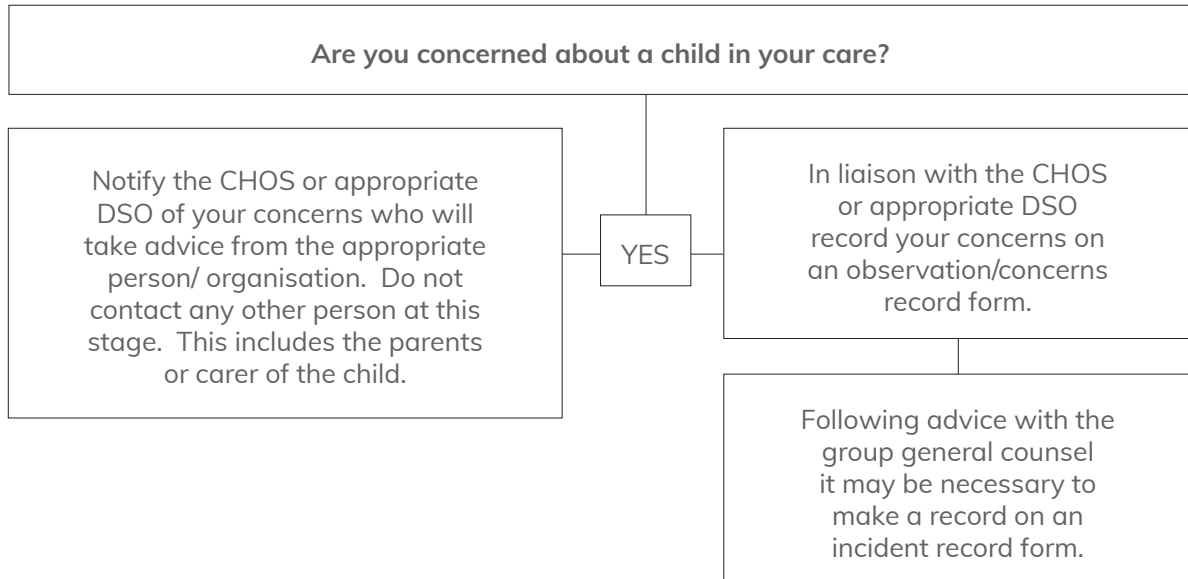 Are you concerned about a child in your care?
Notify the CHOS or appropriate
DSO of your concerns who will
take advice from the appropriate
person/ organisation.  Do not
contact any other person at this
stage.  This includes the parents
or carer of the child.
YES
In liaison with the CHOS
or appropriate DSO
record your concerns on
an observation/concerns
record form.
Following advice with the
group general counsel
it may be necessary to
make a record on an
incident record form.